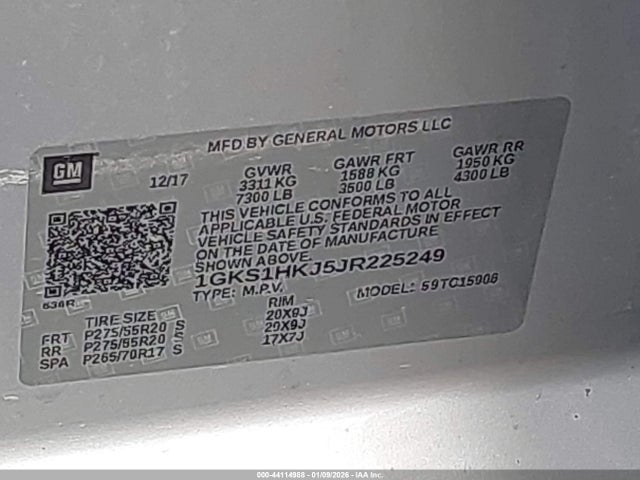 MFD BY GENERAL MOTORS LLC
GM
12/17
GVWR
3311 KG
7300 LB
GAWR FRT
1588 KG
3500 LB
GAWR RR
1950 KG
4300 LB
THIS VEHICLE CONFORMS TO ALL
APPLICABLE U.S. FEDERAL MOTOR
VEHICLE SAFETY STANDARDS IN EFFECT
ON THE DATE OF MANUFACTURE
SHOWN ABOVE.
1GKS1HKJ5JR225249
TYPE: M.P.V.
MODEL: 59TC15908
TIRE SIZE
RIM
FRT P275/55R20 S 20X9J
RR P275/55R20 S 20X9J
SPA P265/70R17 S 17X7J
000-44114988 - 01/09/2026 - IAA Inc.